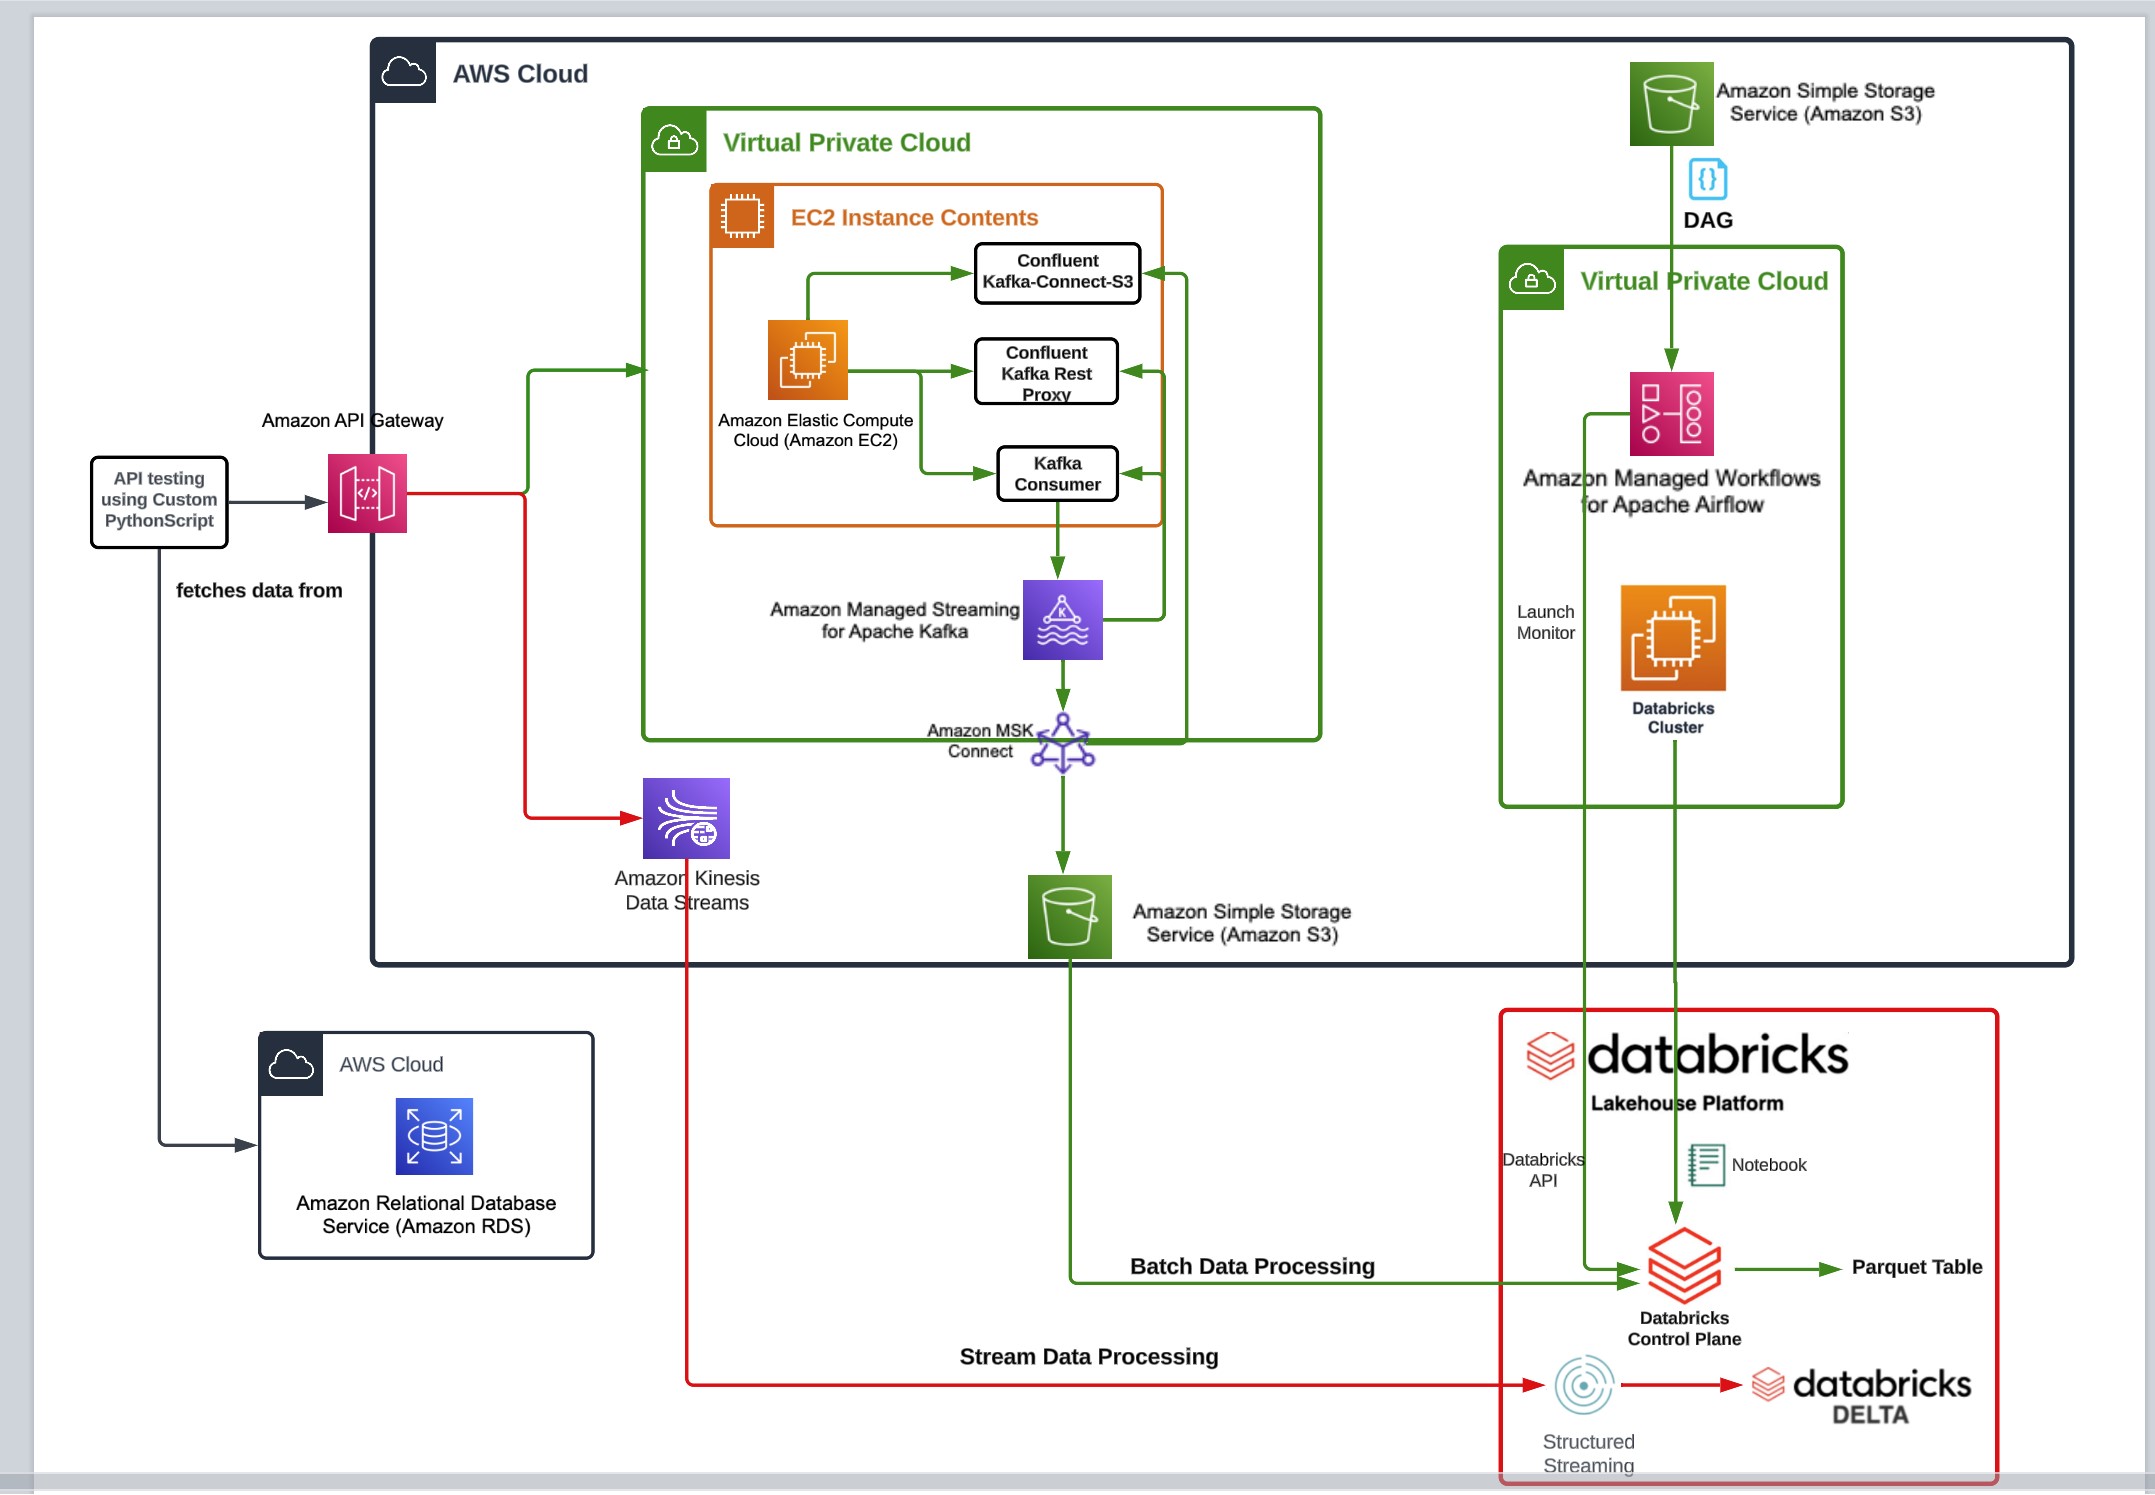 AWS Cloud
Amazon Simple Storage
Service (Amazon S3)
Virtual Private Cloud
{}
DAG
EC2 Instance Contents
Confluent
Kafka-Connect-S3
Virtual Private Cloud
Confluent
Kafka Rest
Proxy
Amazon Elastic Compute
Cloud (Amazon EC2)
Kafka
Consumer
Amazon API Gateway
</>
API testing
using Custom
PythonScript
Amazon Managed Workflows
for Apache Airflow
fetches data from
K
Amazon Managed Streaming
for Apache Kafka
Launch
Monitor
Databricks
Cluster
Amazon MSK
Connect
Amazon Kinesis
Data Streams
Amazon Simple Storage
Service (Amazon S3)
AWS Cloud
Amazon Relational Database
Service (Amazon RDS)
databricks
Lakehouse Platform
Databricks
API
Notebook
Batch Data Processing
Parquet Table
Databricks
Control Plane
Stream Data Processing
databricks
DELTA
Structured
Streaming